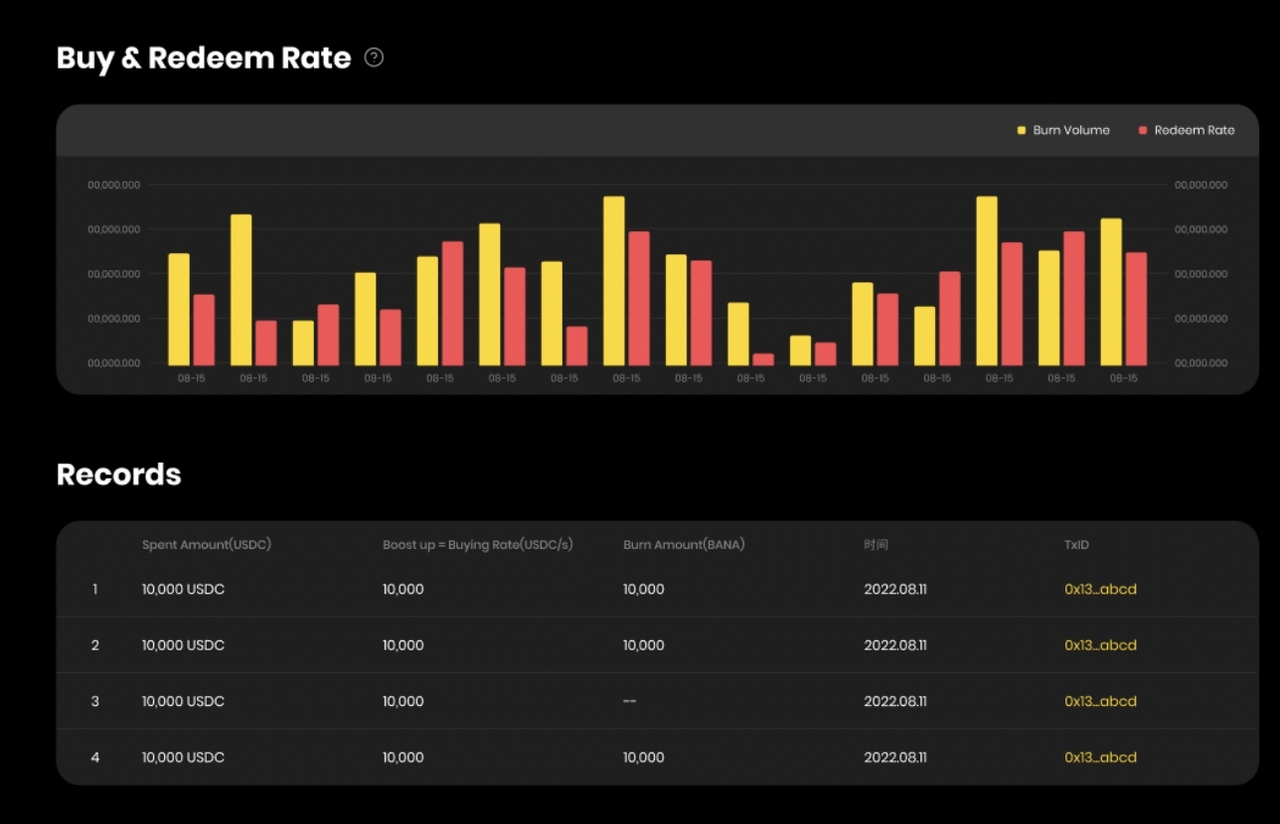 Buy & Redeem Rate ?
Burn Volume Redeem Rate
00,000.000 00,000.000
00,000.000 00,000.000
00,000.000 00,000.000
00,000.000 00,000.000
00,000.000 00,000.000
08-15 08-15 08-15 08-15 08-15 08-15 08-15 08-15 08-15 08-15 08-15 08-15 08-15 08-15 08-15 08-15
Records
Spent Amount(USDC) Boost up = Buying Rate(USDC/s) Burn Amount(BANA) 时间 TxID
1 10,000 USDC 10,000 10,000 2022.08.11 0x13...abcd
2 10,000 USDC 10,000 10,000 2022.08.11 0x13...abcd
3 10,000 USDC 10,000 -- 2022.08.11 0x13...abcd
4 10,000 USDC 10,000 10,000 2022.08.11 0x13...abcd